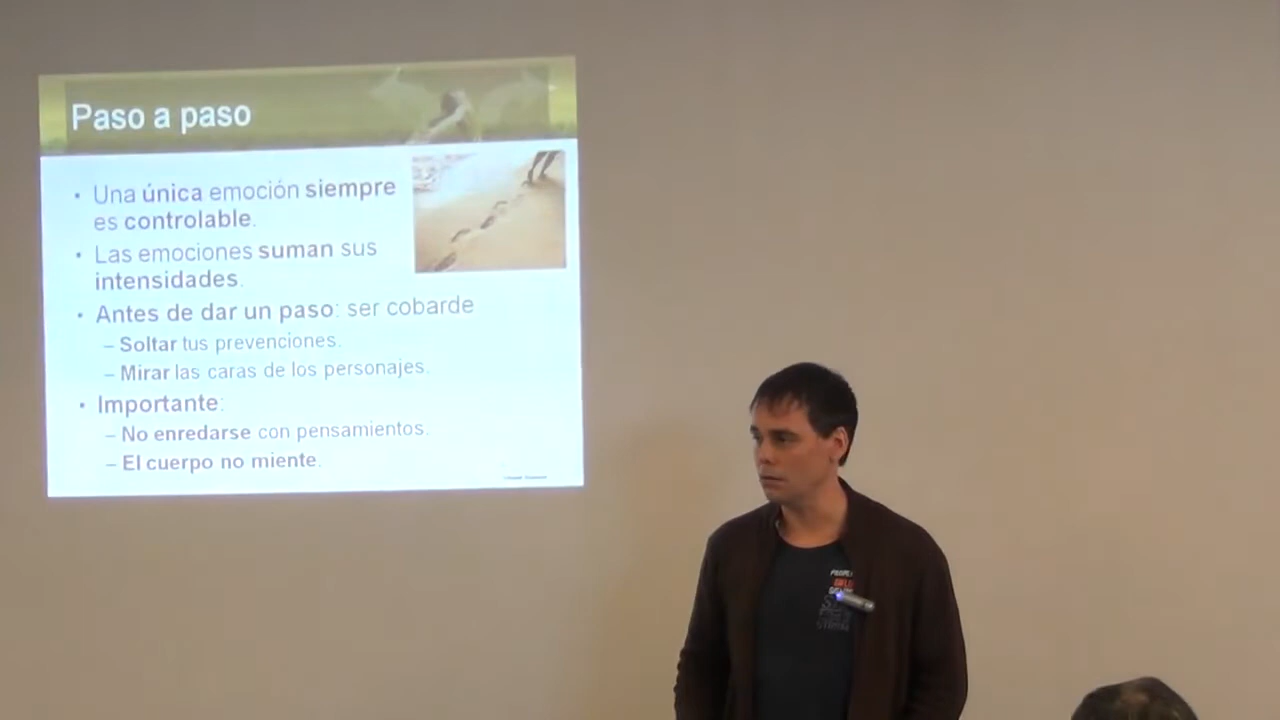 Paso a paso
• Una única emoción siempre
es controlable.
• Las emociones suman sus
intensidades.
• Antes de dar un paso: ser cobarde
– Soltar tus prevenciones.
– Mirar las caras de los personajes.
• Importante:
– No enredarse con pensamientos.
– El cuerpo no miente.